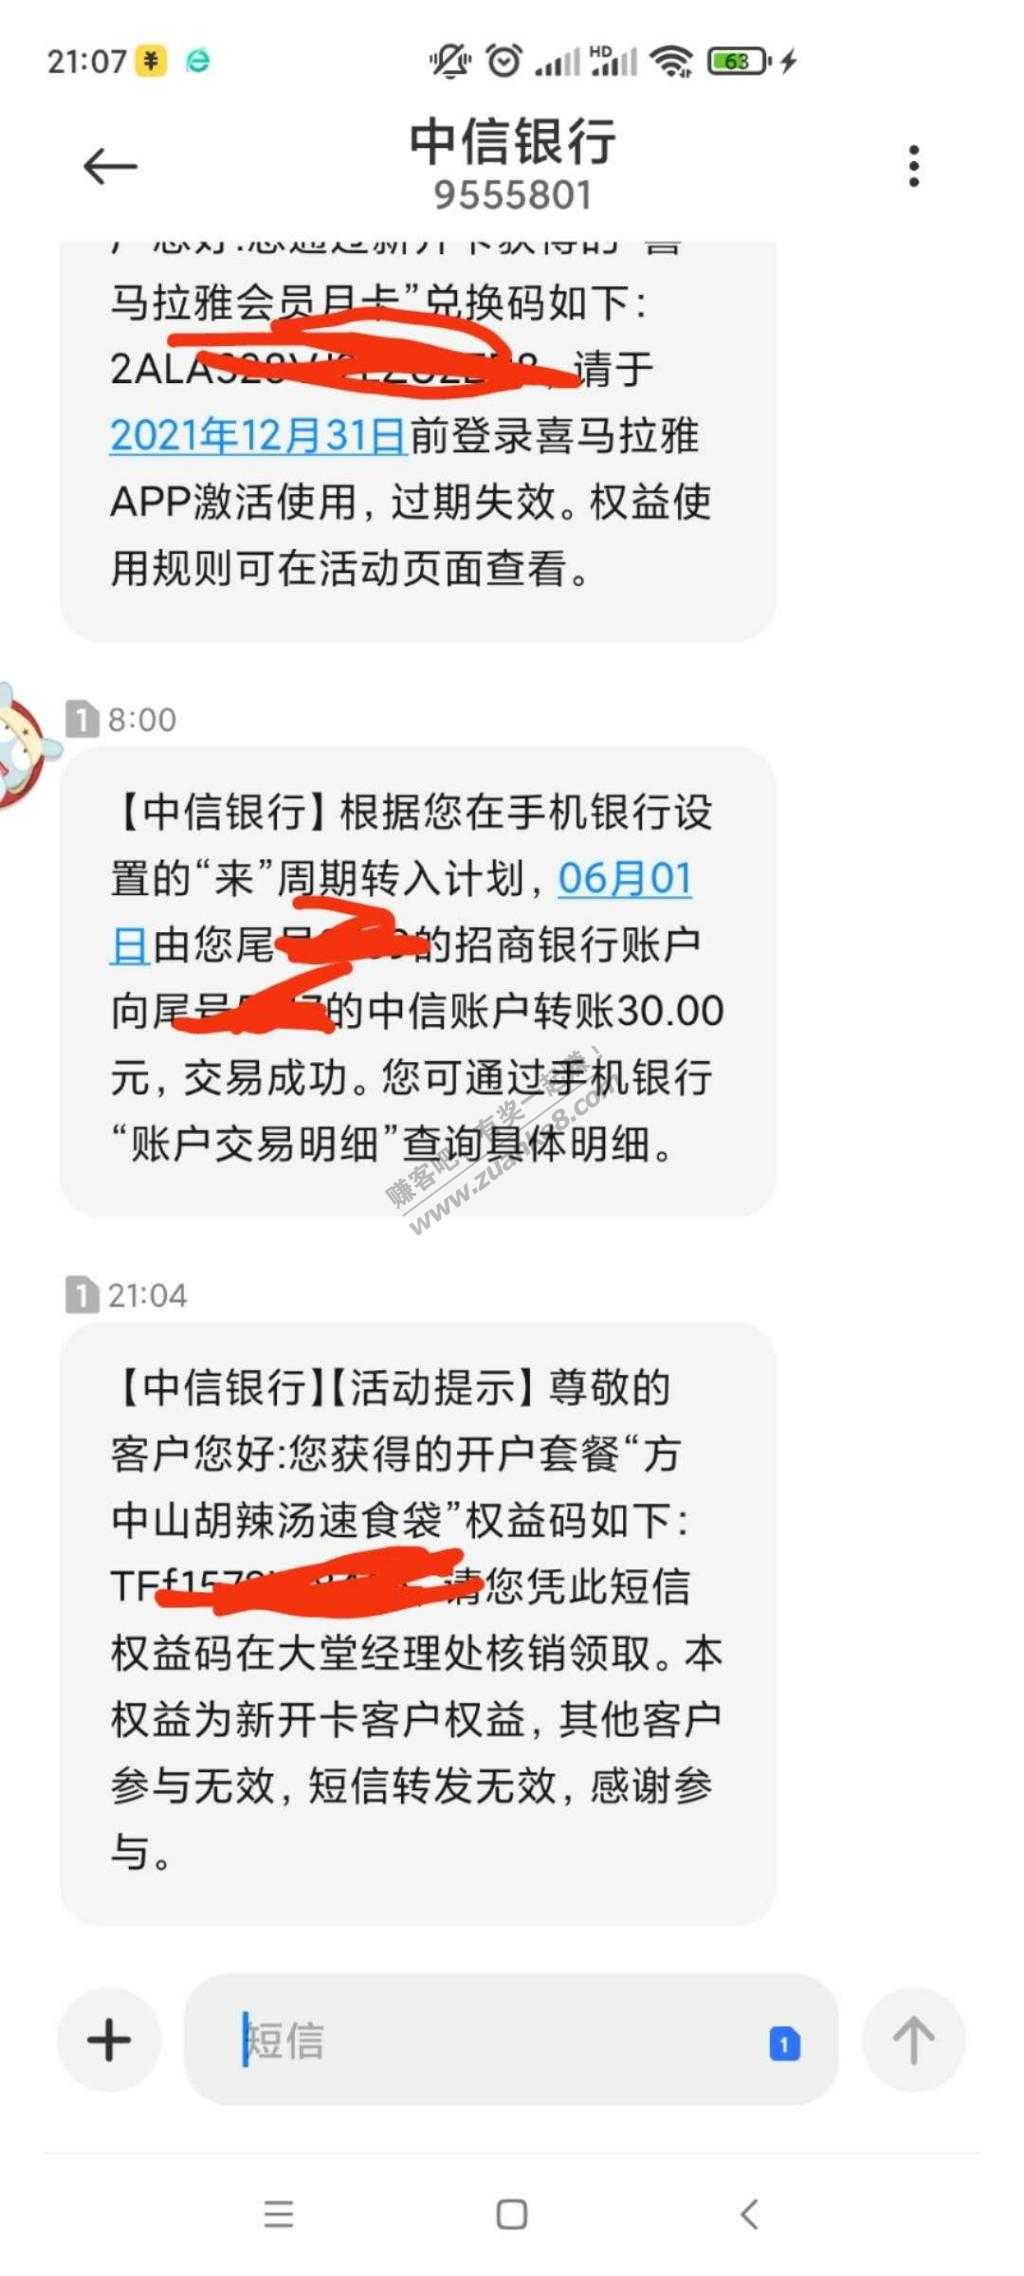 21:07 ¥ HD 63
中信银行
9555801
马拉雅会员月卡”兑换码如下：
请于
2021年12月31日前登录喜马拉雅
APP激活使用，过期失效。权益使
用规则可在活动页面查看。
1 8:00
【中信银行】根据您在手机银行设
置的“来”周期转入计划，06月01
日由您尾号的招商银行账户
向尾号的中信账户转账30.00
元，交易成功。您可通过手机银行
“账户交易明细”查询具体明细。
赚客吧，有奖一起赚！
www.zuanke8.com
1 21:04
【中信银行】【活动提示】尊敬的
客户您好:您获得的开户套餐“方
中山胡辣汤速食袋”权益码如下：
请您凭此短信
权益码在大堂经理处核销领取。本
权益为新开卡客户权益，其他客户
参与无效，短信转发无效，感谢参
与。
短信 1